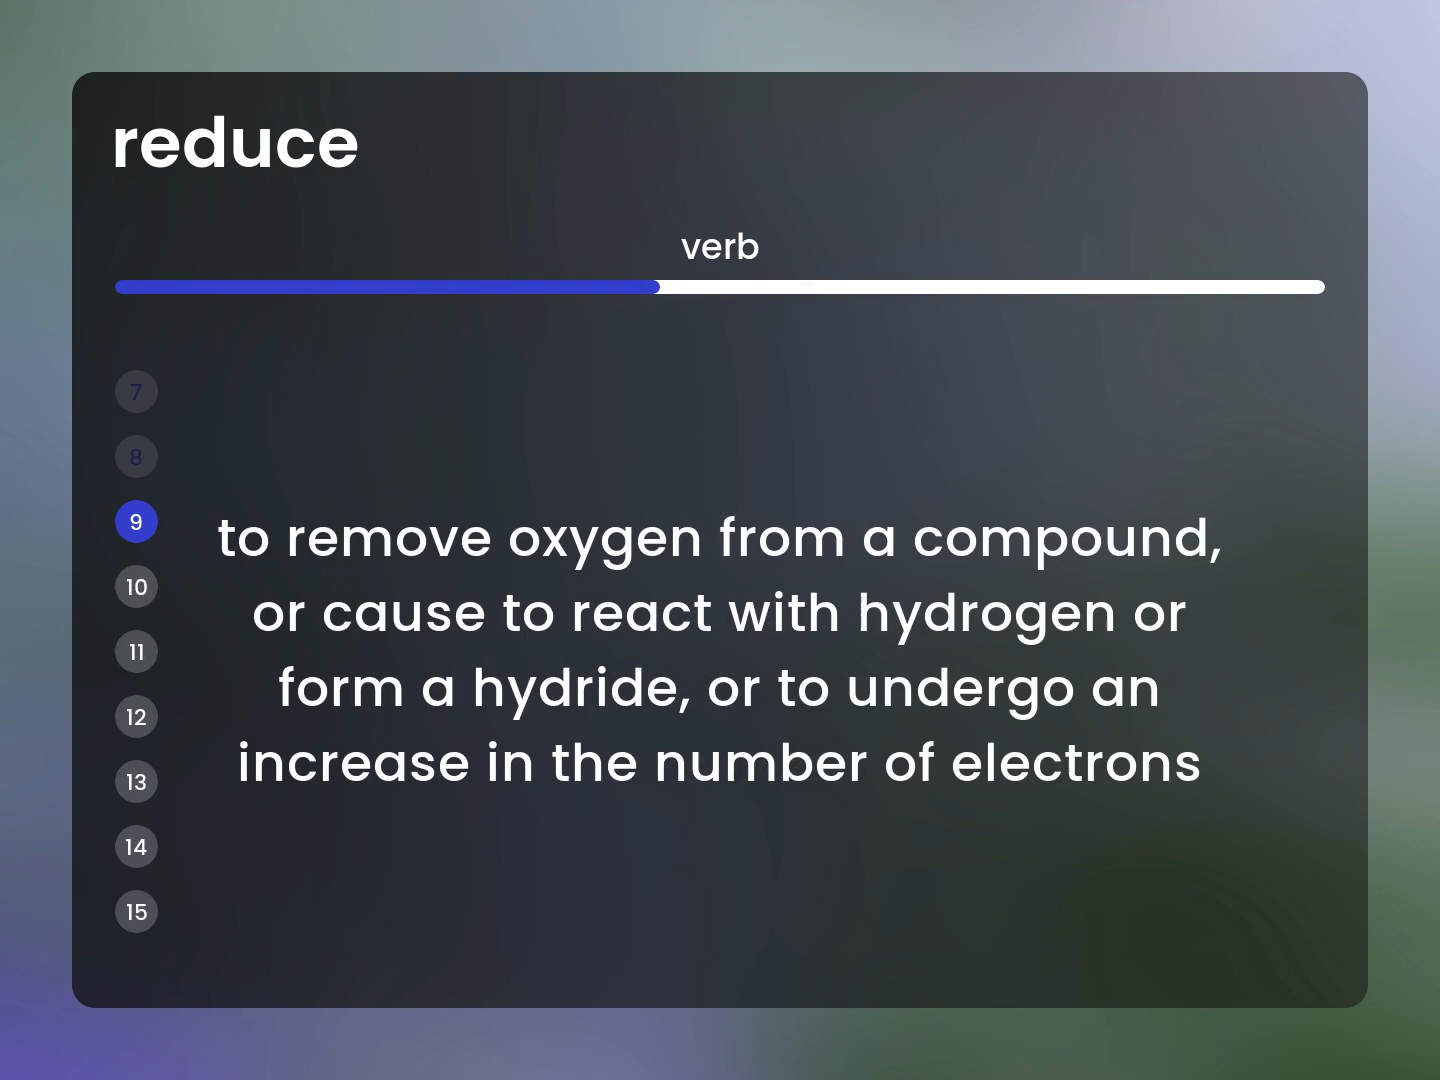 reduce
verb
7
8
9
10
11
12
13
14
15
to remove oxygen from a compound,
or cause to react with hydrogen or
form a hydride, or to undergo an
increase in the number of electrons